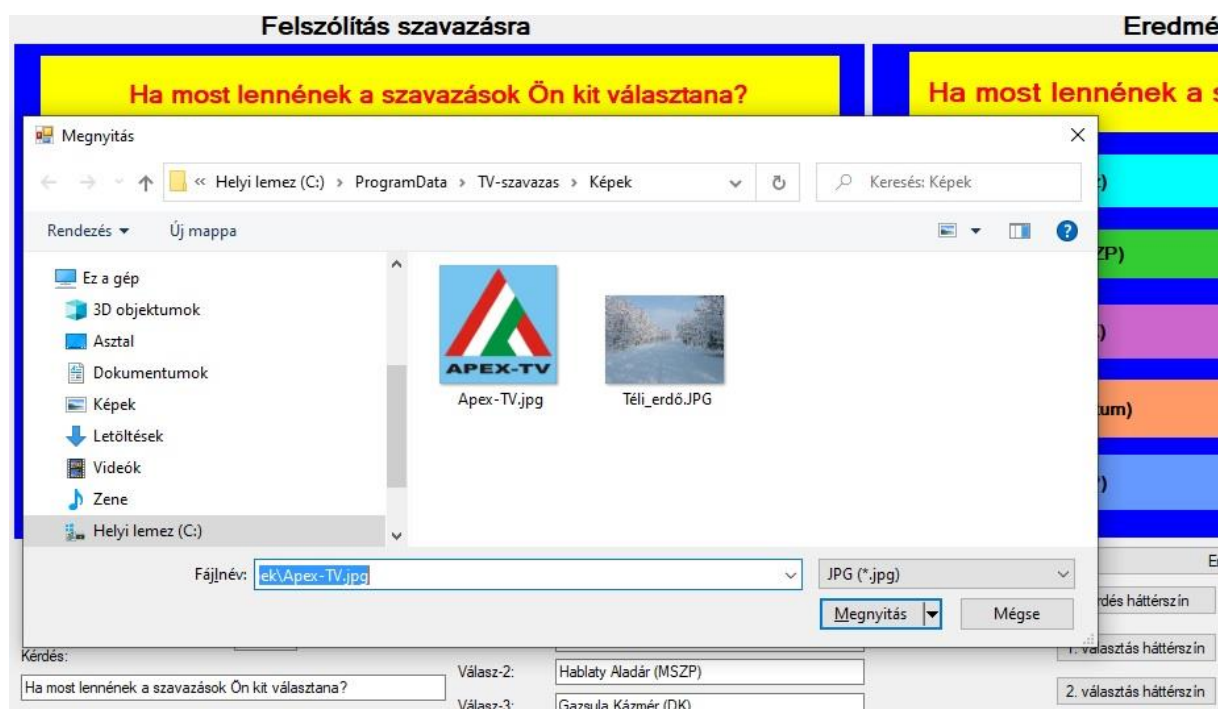 Felszólítás szavazásra
Eredmé
Ha most lennének a szavazások Ön kit választana?
Ha most lennének a s
Megnyitás
« Helyi lemez (C:) › ProgramData › TV-szavazas › Képek
Keresés: Képek
Rendezés
Új mappa
Ez a gép
3D objektumok
Asztal
Dokumentumok
Képek
Letöltések
Videók
Zene
Helyi lemez (C:)
APEX-TV
Apex-TV.jpg
Téli_erdő.JPG
ZP)
um)
Fájlnév:
ek\Apex-TV.jpg
JPG (*.jpg)
Megnyitás
Mégse
rdés háttérszín
1. választás háttérszín
2. választás háttérszín
Kérdés:
Ha most lennének a szavazások Ön kit választana?
Válasz-2:
Hablaty Aladár (MSZP)
Válasz-3:
Gazsula Kázmér (DK)